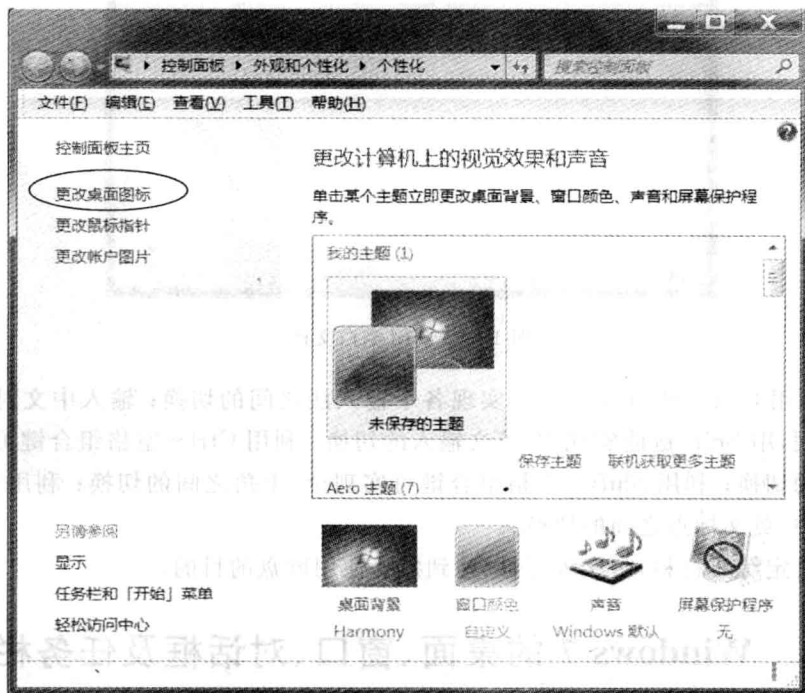 控制面板 ▸ 外观和个性化 ▸ 个性化
搜索控制面板
文件(F) 编辑(E) 查看(V) 工具(T) 帮助(H)
控制面板主页
更改桌面图标
更改鼠标指针
更改帐户图片
更改计算机上的视觉效果和声音
单击某个主题立即更改桌面背景、窗口颜色、声音和屏幕保护程
序。
我的主题 (1)
未保存的主题
保存主题 联机获取更多主题
Aero 主题 (7)
另请参阅
显示
任务栏和「开始」菜单
轻松访问中心
桌面背景
Harmony
窗口颜色
自定义
声音
Windows 默认
屏幕保护程序
无